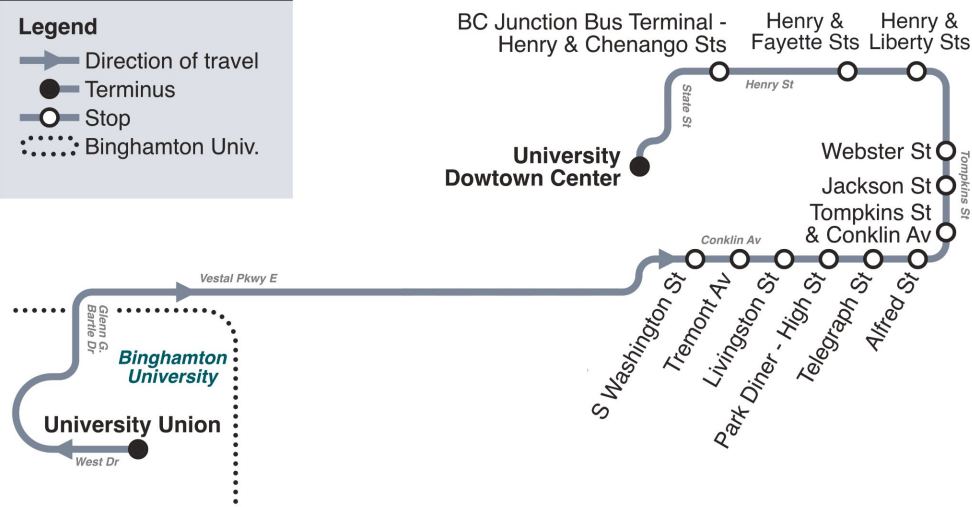 Legend
Direction of travel
Terminus
Stop
Binghamton Univ.
BC Junction Bus Terminal -
Henry & Chenango Sts
Henry &
Fayette Sts
Henry &
Liberty Sts
State St
Henry St
University
Dowtown Center
Webster St
Jackson St
Tompkins St
& Conklin Av
Tompkins St
Conklin Av
S Washington St
Tremont Av
Livingston St
Park Diner - High St
Telegraph St
Alfred St
Vestal Pkwy E
Glenn G.
Bartle Dr
Binghamton
University
University Union
West Dr